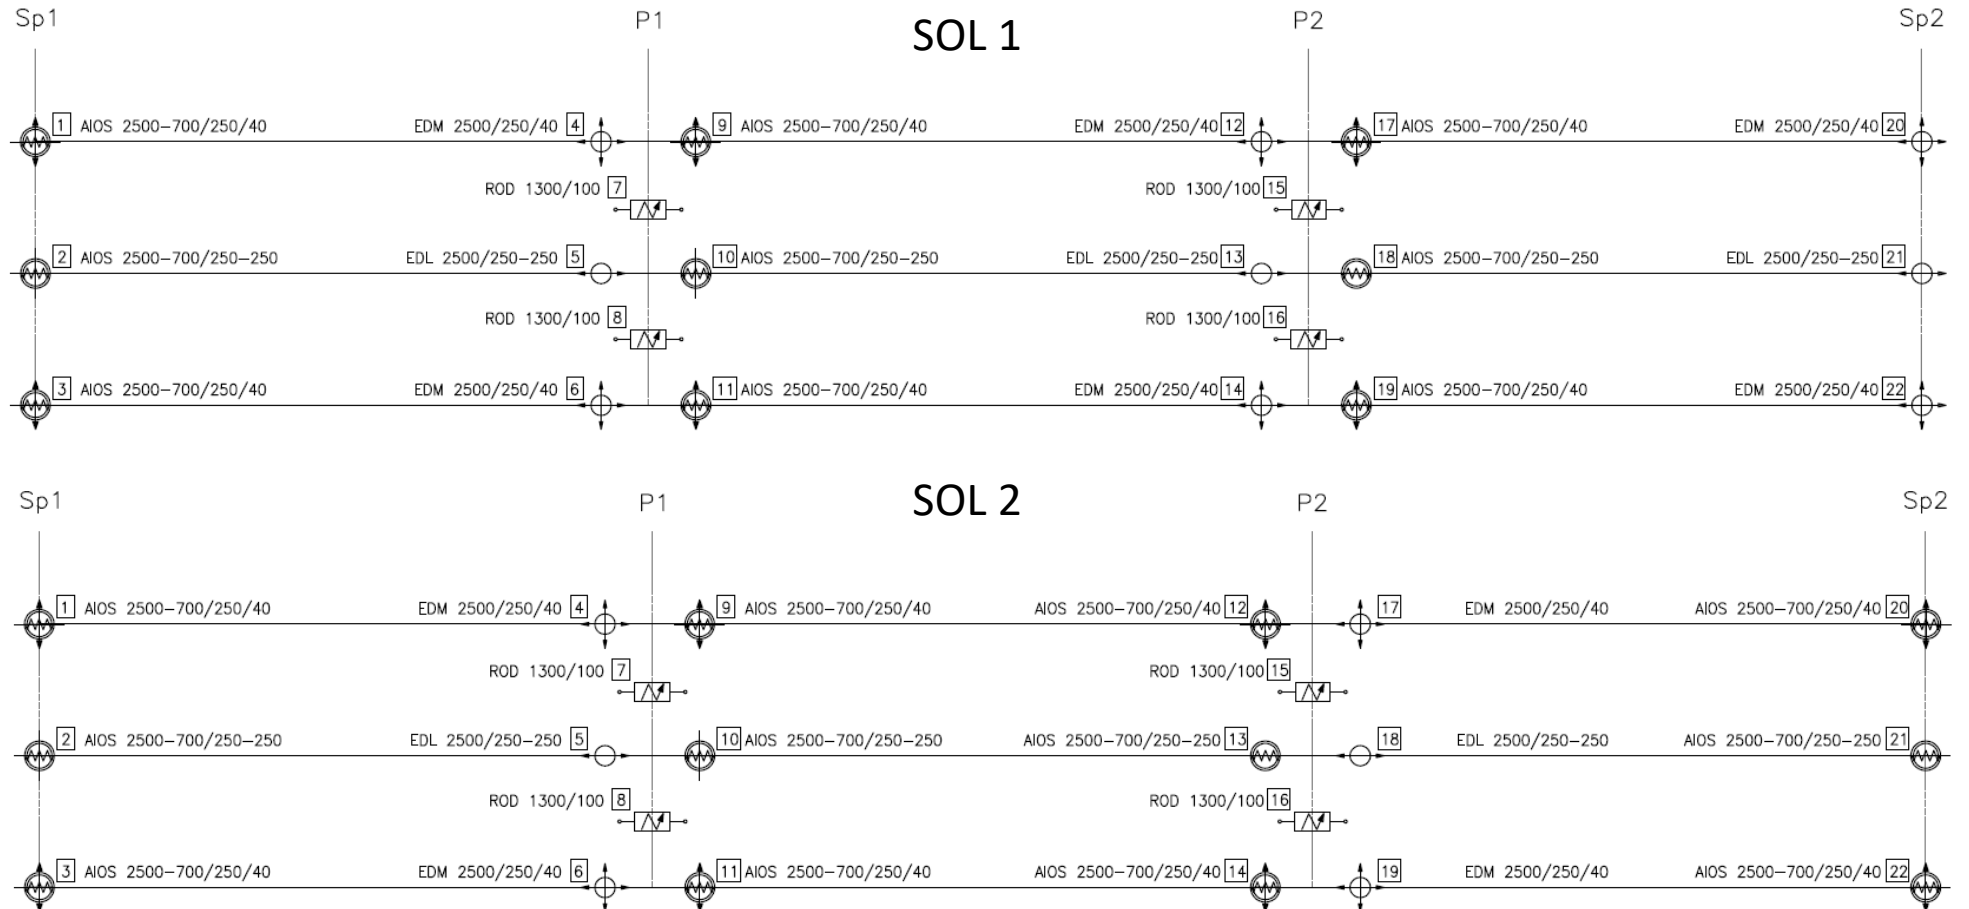 Sp1 P1 SOL 1 P2 Sp2
1 AIOS 2500-700/250/40 EDM 2500/250/40 4 9 AIOS 2500-700/250/40 EDM 2500/250/40 12 17 AIOS 2500-700/250/40 EDM 2500/250/40 20
ROD 1300/100 7 ROD 1300/100 15
2 AIOS 2500-700/250-250 EDL 2500/250-250 5 10 AIOS 2500-700/250-250 EDL 2500/250-250 13 18 AIOS 2500-700/250-250 EDL 2500/250-250 21
ROD 1300/100 8 ROD 1300/100 16
3 AIOS 2500-700/250/40 EDM 2500/250/40 6 11 AIOS 2500-700/250/40 EDM 2500/250/40 14 19 AIOS 2500-700/250/40 EDM 2500/250/40 22
Sp1 P1 SOL 2 P2 Sp2
1 AIOS 2500-700/250/40 EDM 2500/250/40 4 9 AIOS 2500-700/250/40 AIOS 2500-700/250/40 12 17 EDM 2500/250/40 AIOS 2500-700/250/40 20
ROD 1300/100 7 ROD 1300/100 15
2 AIOS 2500-700/250-250 EDL 2500/250-250 5 10 AIOS 2500-700/250-250 AIOS 2500-700/250-250 13 18 EDL 2500/250-250 AIOS 2500-700/250-250 21
ROD 1300/100 8 ROD 1300/100 16
3 AIOS 2500-700/250/40 EDM 2500/250/40 6 11 AIOS 2500-700/250/40 AIOS 2500-700/250/40 14 19 EDM 2500/250/40 AIOS 2500-700/250/40 22